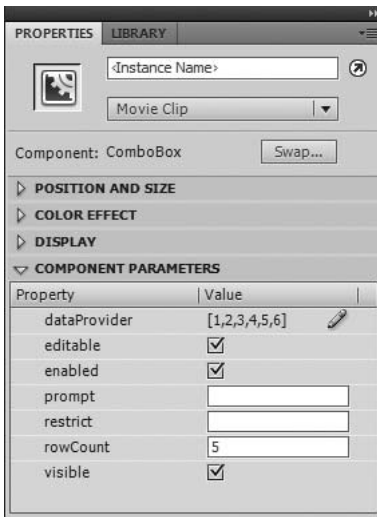 PROPERTIES LIBRARY
<Instance Name>
Movie Clip
Component: ComboBox Swap...
POSITION AND SIZE
COLOR EFFECT
DISPLAY
COMPONENT PARAMETERS
Property Value
dataProvider [1,2,3,4,5,6]
editable
enabled
prompt
restrict
rowCount 5
visible